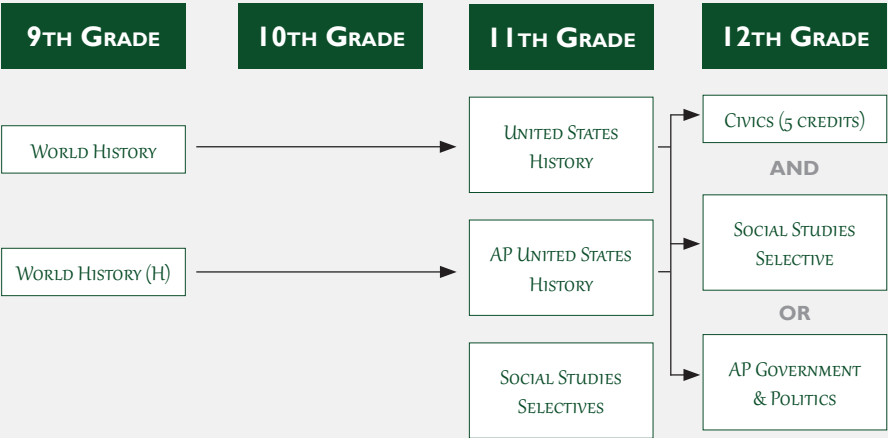 9th Grade
10th Grade
11th Grade
12th Grade
World History
World History (H)
United States
History
AP United States
History
Social Studies
Selectives
Civics (5 credits)
AND
Social Studies
Selective
OR
AP Government
& Politics